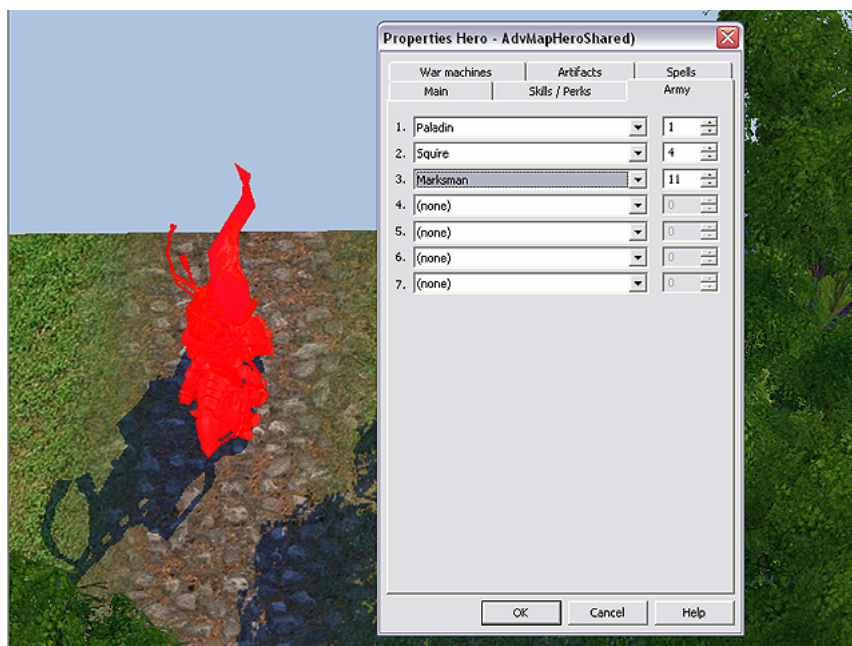 Properties Hero - AdvMapHeroShared)
War machines Artifacts Spells
Main Skills / Perks Army
1. Paladin 1
2. Squire 4
3. Marksman 11
4. (none) 0
5. (none) 0
6. (none) 0
7. (none) 0
OK Cancel Help